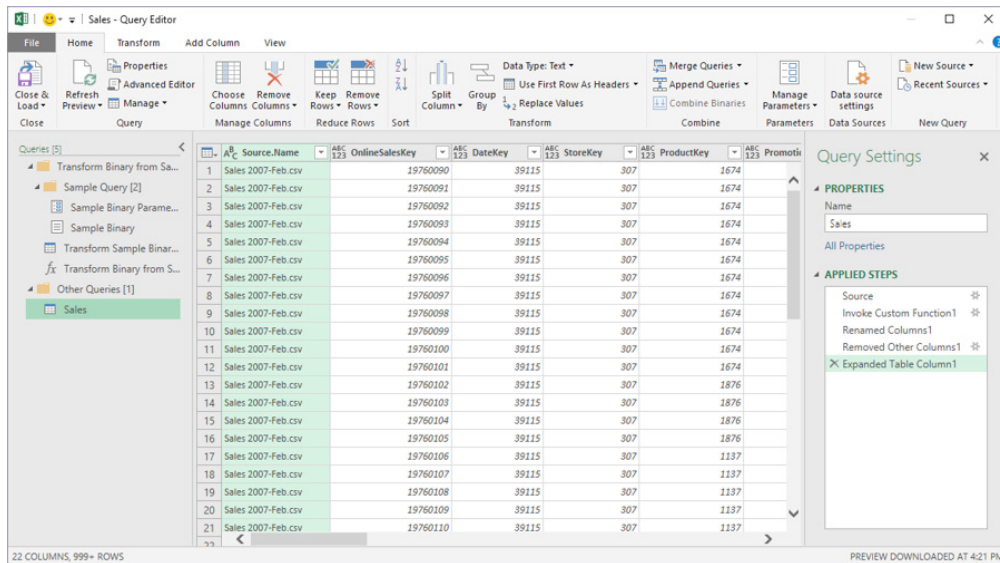 Sales - Query Editor
File Home Transform Add Column View
Close & Load
Refresh Preview
Properties
Advanced Editor
Manage
Choose Columns
Remove Columns
Keep Rows
Remove Rows
Split Column
Group By
Data Type: Text
Use First Row As Headers
Replace Values
Merge Queries
Append Queries
Combine Binaries
Manage Parameters
Data source settings
New Source
Recent Sources
Close Query Manage Columns Reduce Rows Sort Transform Combine Parameters Data Sources New Query
Queries [5]
Transform Binary from Sa...
Sample Query [2]
Sample Binary Parame...
Sample Binary
Transform Sample Binar...
fx Transform Binary from S...
Other Queries [1]
Sales
ABC Source.Name ABC 123 OnlineSalesKey ABC 123 DateKey ABC 123 StoreKey ABC 123 ProductKey ABC 123
1 Sales 2007-Feb.csv 19760090 39115 307 1674
2 Sales 2007-Feb.csv 19760091 39115 307 1674
3 Sales 2007-Feb.csv 19760092 39115 307 1674
4 Sales 2007-Feb.csv 19760093 39115 307 1674
5 Sales 2007-Feb.csv 19760094 39115 307 1674
6 Sales 2007-Feb.csv 19760095 39115 307 1674
7 Sales 2007-Feb.csv 19760096 39115 307 1674
8 Sales 2007-Feb.csv 19760097 39115 307 1674
9 Sales 2007-Feb.csv 19760098 39115 307 1674
10 Sales 2007-Feb.csv 19760099 39115 307 1674
11 Sales 2007-Feb.csv 19760100 39115 307 1674
12 Sales 2007-Feb.csv 19760101 39115 307 1674
13 Sales 2007-Feb.csv 19760102 39115 307 1876
14 Sales 2007-Feb.csv 19760103 39115 307 1876
15 Sales 2007-Feb.csv 19760104 39115 307 1876
16 Sales 2007-Feb.csv 19760105 39115 307 1876
17 Sales 2007-Feb.csv 19760106 39115 307 1137
18 Sales 2007-Feb.csv 19760107 39115 307 1137
19 Sales 2007-Feb.csv 19760108 39115 307 1137
20 Sales 2007-Feb.csv 19760109 39115 307 1137
21 Sales 2007-Feb.csv 19760110 39115 307 1137
Query Settings
PROPERTIES
Name
Sales
All Properties
APPLIED STEPS
Source
Invoke Custom Function1
Renamed Columns1
Removed Other Columns1
Expanded Table Column1
22 COLUMNS, 999+ ROWS
PREVIEW DOWNLOADED AT 4:21 PM